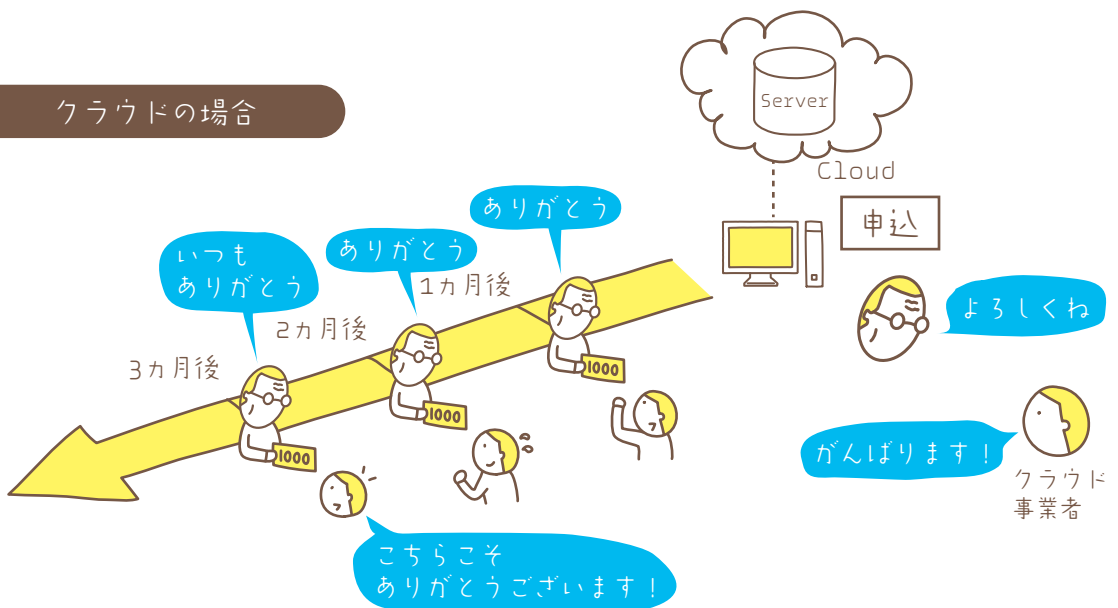 クラウドの場合
Server
Cloud
申込
よろしくね
がんばります！
クラウド
事業者
ありがとう
1カ月後
1000
ありがとう
2カ月後
1000
いつも
ありがとう
3カ月後
1000
こちらこそ
ありがとうございます！